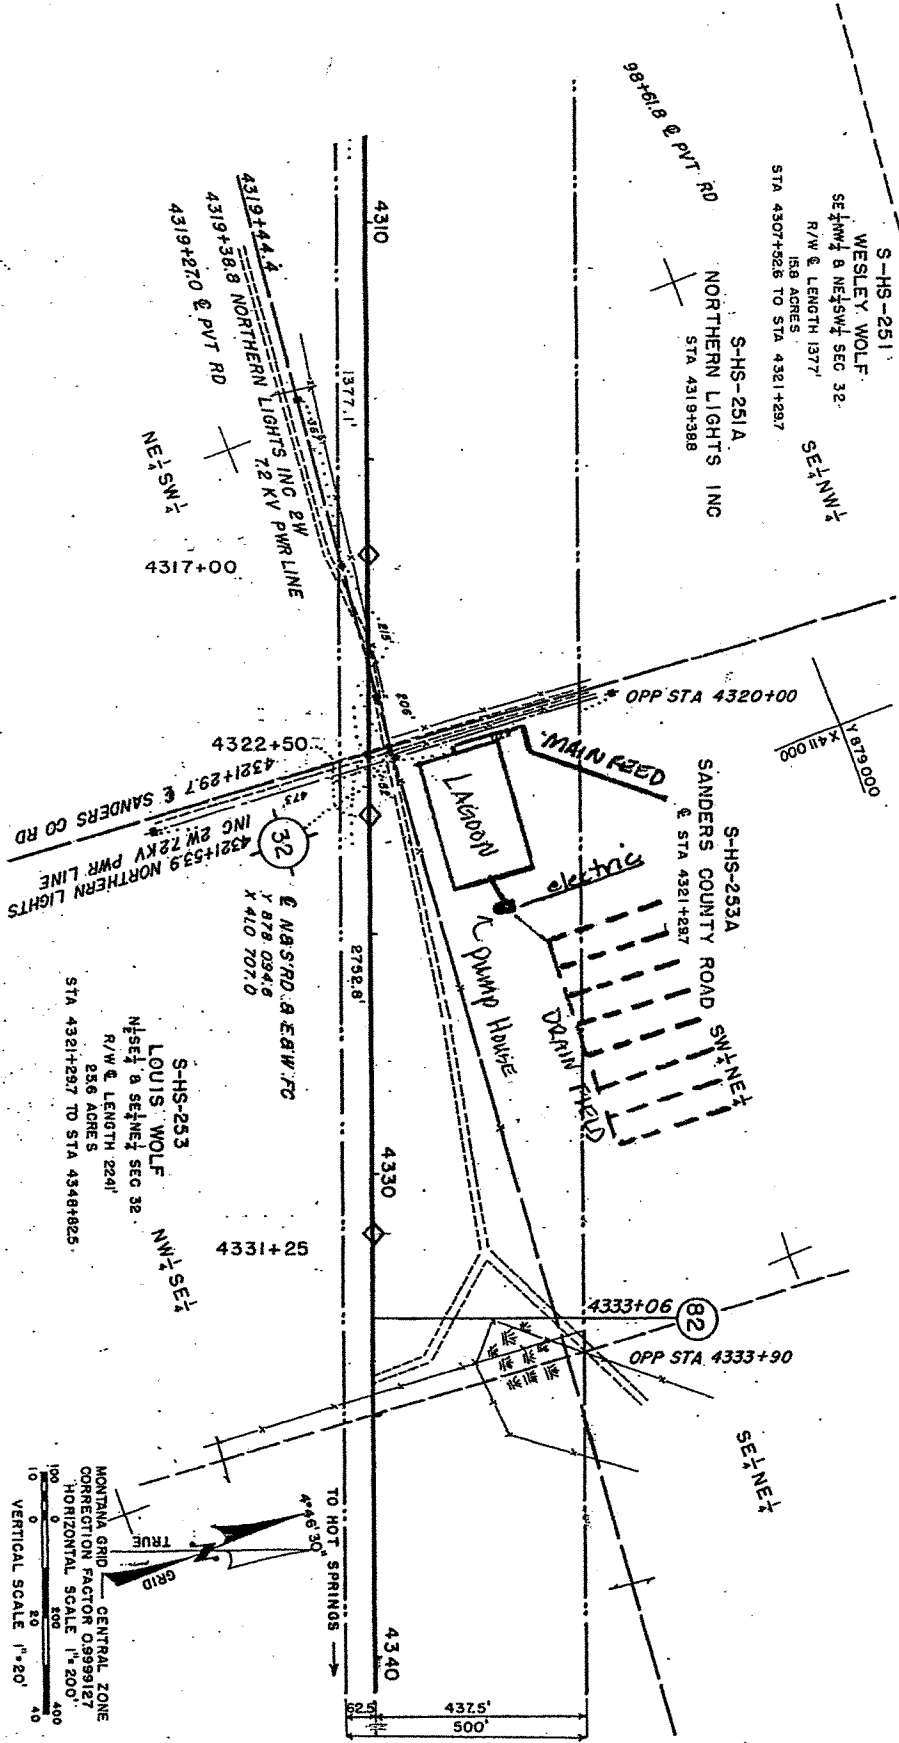 S-HS-251
WESLEY WOLF
SE¼NW¼ & NE¼SW¼ SEC 32
R/W ℄ LENGTH 1377'
15.8 ACRES
STA 4307+52.6 TO STA 4321+29.7
SE¼NW¼
98+61.8 ℄ PVT RD
S-HS-251A
NORTHERN LIGHTS INC
STA 4319+38.8
4310
1377.1'
4319+44.4
4319+38.8 NORTHERN LIGHTS INC 2W
7.2 KV PWR LINE
4319+27.0 ℄ PVT RD
NE¼SW¼
4317+00
215'
206'
OPP STA 4320+00
Y 879 000
X 411 000
4322+50
4321+29.7 ℄ SANDERS CO RD
4321+53.9 NORTHERN LIGHTS
INC 2W 7.2KV PWR LINE
473'
32
℄ N&S RD & E&W FC
Y 878 094.6
X 410 707.0
MAIN FEED
LAGOON
electric
pump House
DRAIN FIELD
S-HS-253A
SANDERS COUNTY ROAD
℄ STA 4321+29.7
SW¼NE¼
2752.8'
S-HS-253
LOUIS WOLF
N½SE¼ & SE¼NE¼ SEC 32
R/W ℄ LENGTH 2241'
25.6 ACRES
STA 4321+29.7 TO STA 4348+82.5
NW¼SE¼
4330
4331+25
4333+06
82
OPP STA 4333+90
SE¼NE¼
TO HOT SPRINGS →
4°46'30"
TRUE
GRID
4340
62.5
437.5'
500'
MONTANA GRID — CENTRAL ZONE
CORRECTION FACTOR 0.9999127
HORIZONTAL SCALE 1"=200'
100 0 200 400
10 0 20 40
VERTICAL SCALE 1"=20'